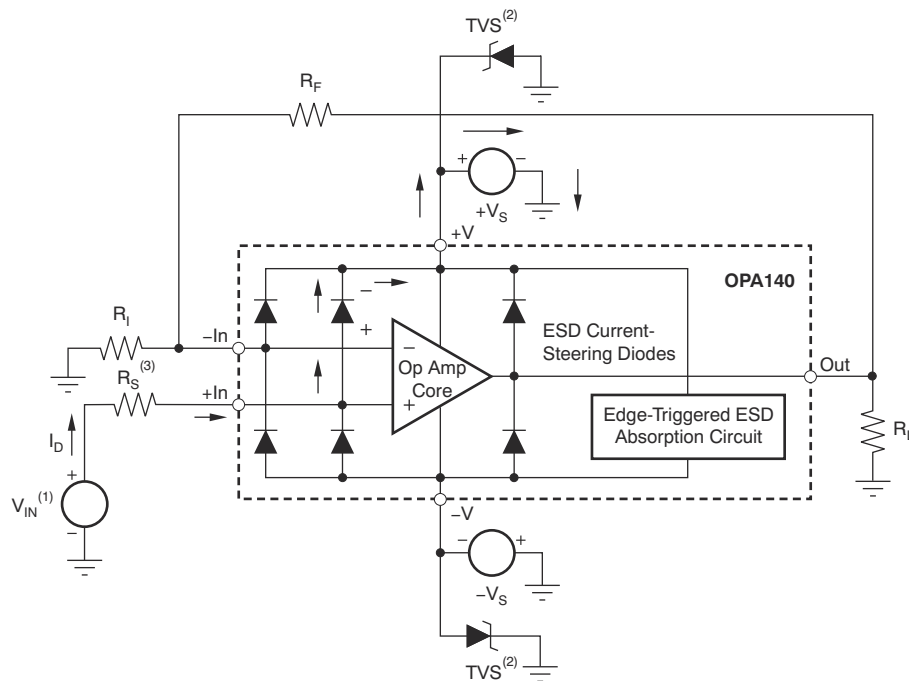 TVS(2)
RF
+ −
+VS
+V
OPA140
RI
−
+
−In
(3)
RS
+In
ID
−
+
Op Amp
Core
ESD Current-
Steering Diodes
Out
Edge-Triggered ESD
Absorption Circuit
+
VIN(1)
−
−V
− +
−VS
TVS(2)